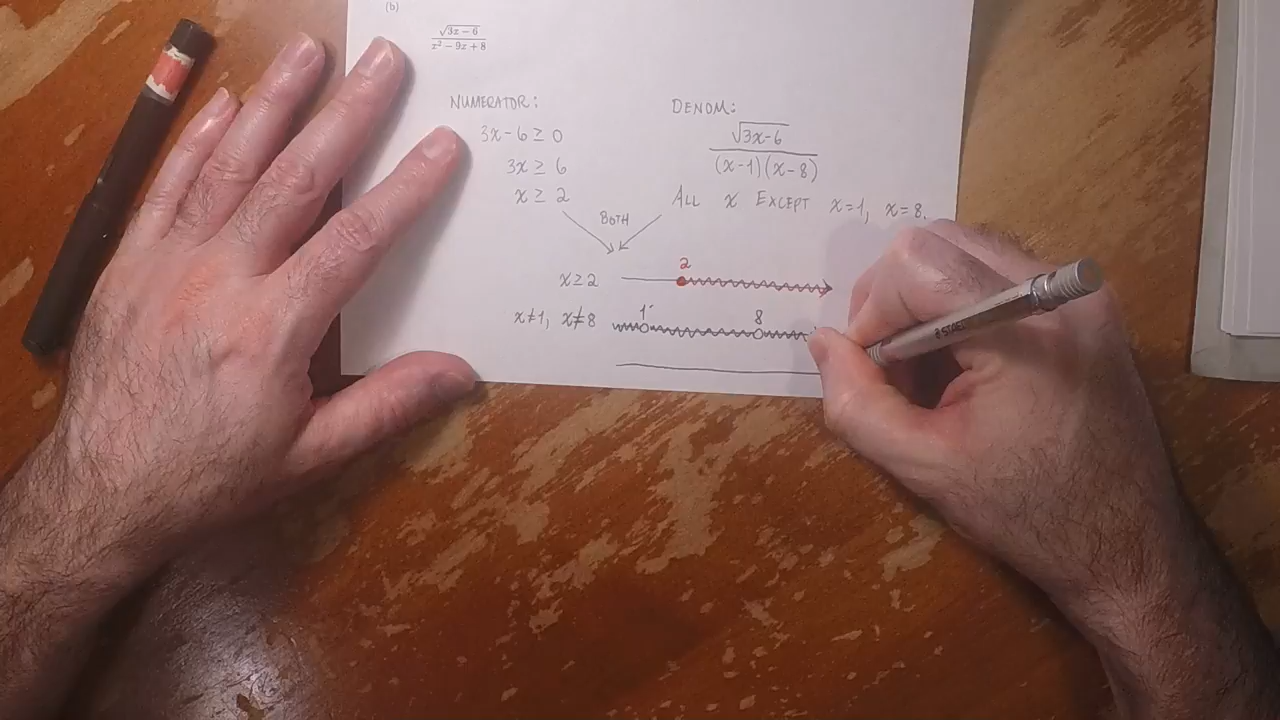 (b)
√3x − 6
x² − 9x + 8
NUMERATOR:
3x - 6 ≥ 0
3x ≥ 6
x ≥ 2
DENOM:
√3x-6
(x-1)(x-8)
ALL x EXCEPT x=1, x=8.
BOTH
x≥2
2
x≠1, x≠8
1 8